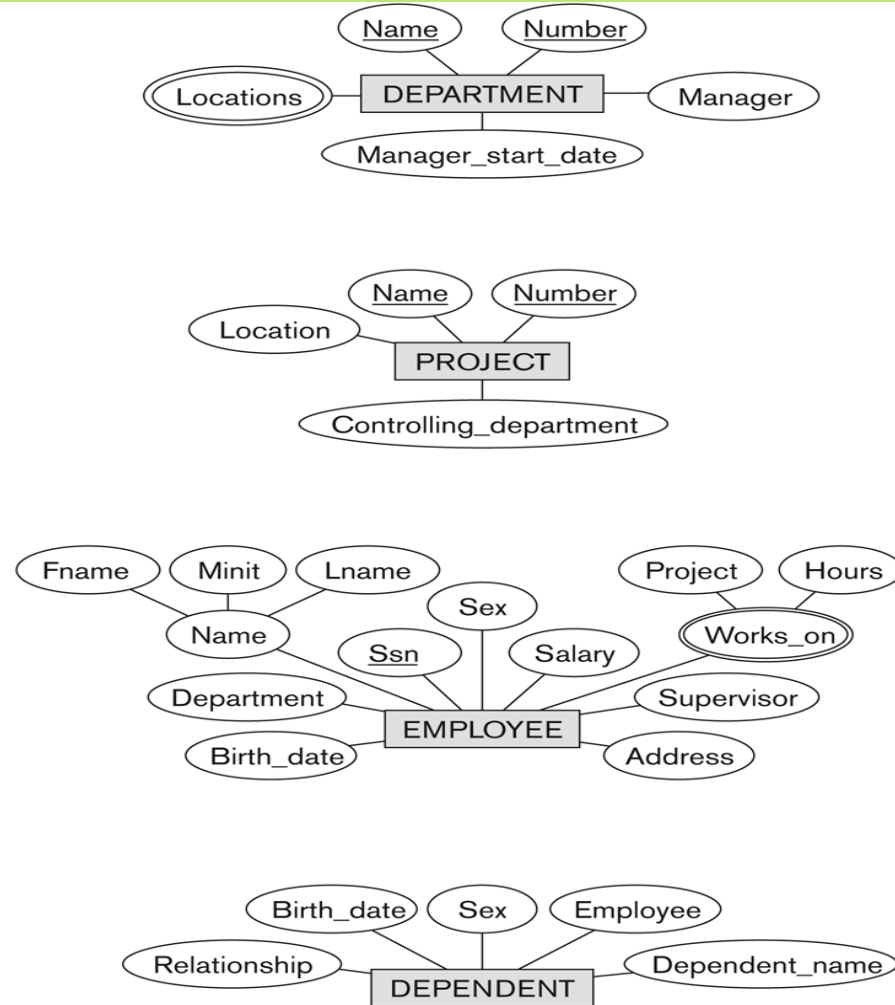 Name Number
Locations DEPARTMENT Manager
Manager_start_date
Name Number
Location
PROJECT
Controlling_department
Fname Minit Lname Project Hours
Sex
Name Works_on
Ssn Salary
Department Supervisor
EMPLOYEE
Birth_date Address
Birth_date Sex Employee
Relationship Dependent_name
DEPENDENT